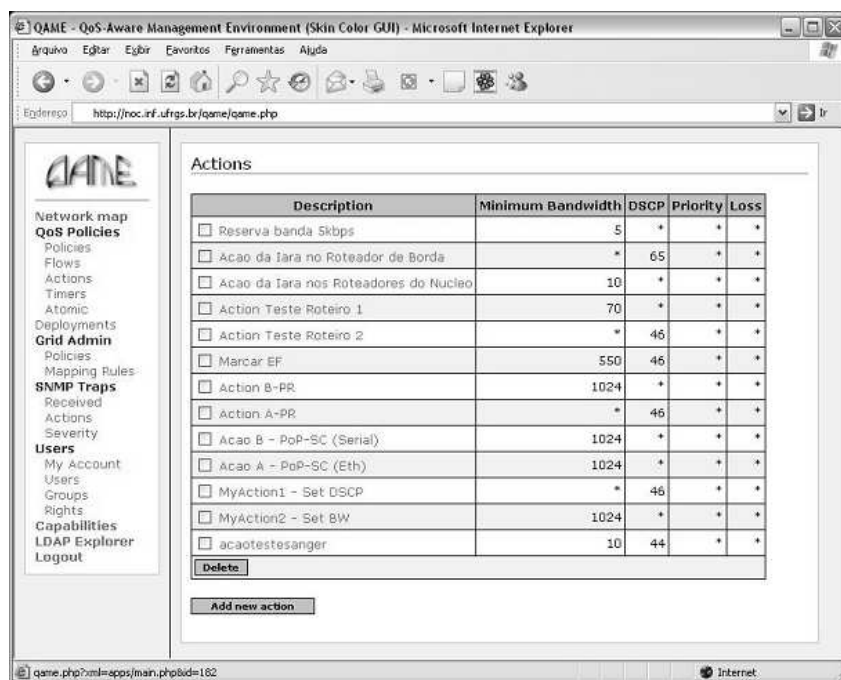 QAME - QoS-Aware Management Environment (Skin Color GUI) - Microsoft Internet Explorer
Arquivo Editar Exibir Favoritos Ferramentas Ajuda
Endereço http://noc.inf.ufrgs.br/qame/qame.php Ir
QAME
Network map
QoS Policies
Policies
Flows
Actions
Timers
Atomic
Deployments
Grid Admin
Policies
Mapping Rules
SNMP Traps
Received
Actions
Severity
Users
My Account
Users
Groups
Rights
Capabilities
LDAP Explorer
Logout
Actions
Description Minimum Bandwidth DSCP Priority Loss
Reserva banda 5kbps 5 * * *
Acao da Iara no Roteador de Borda * 65 * *
Acao da Iara nos Roteadores do Nucleo 10 * * *
Action Teste Roteiro 1 70 * * *
Action Teste Roteiro 2 * 46 * *
Marcar EF 550 46 * *
Action B-PR 1024 * * *
Action A-PR * 46 * *
Acao B - PoP-SC (Serial) 1024 * * *
Acao A - PoP-SC (Eth) 1024 * * *
MyAction1 - Set DSCP * 46 * *
MyAction2 - Set BW 1024 * * *
acaotestesanger 10 44 * *
Delete
Add new action
qame.php?xml=apps/main.php&id=182 Internet